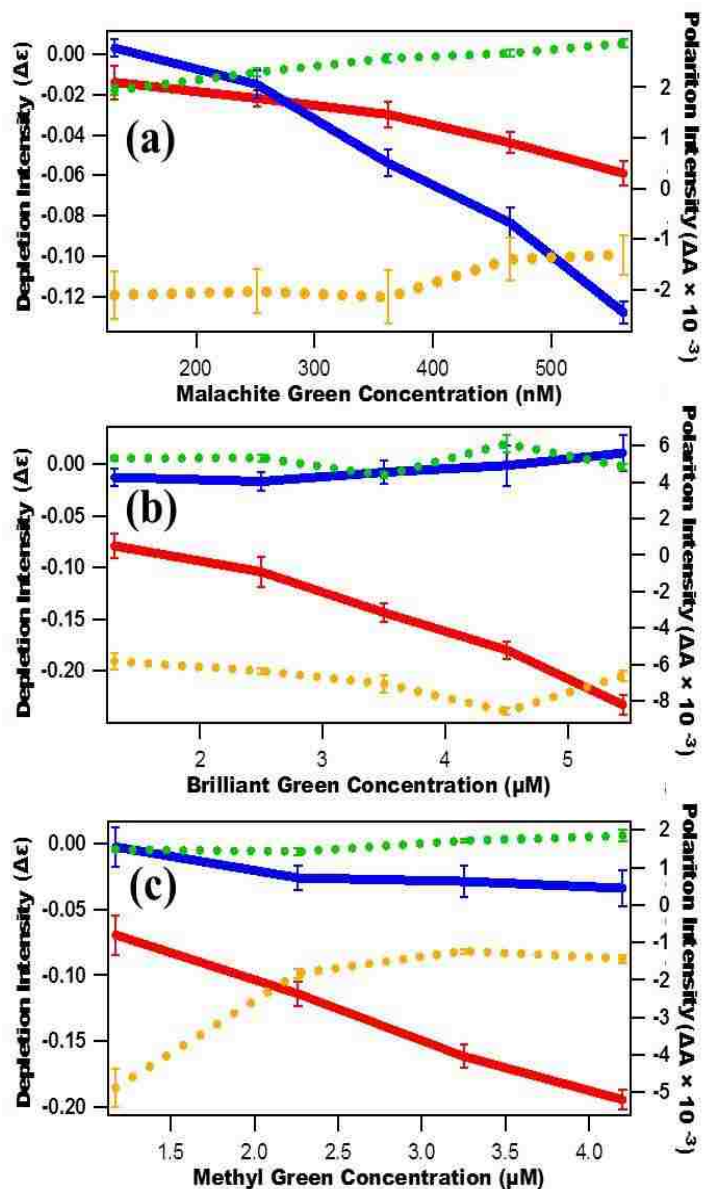 Depletion Intensity (Δε)
0.00
-0.02
-0.04
-0.06
-0.08
-0.10
-0.12
(a)
2
1
0
-1
-2
Polariton Intensity (ΔA × 10⁻³)
200 300 400 500
Malachite Green Concentration (nM)
Depletion Intensity (Δε)
0.00
-0.05
-0.10
-0.15
-0.20
(b)
6
4
2
0
-2
-4
-6
-8
Polariton Intensity (ΔA × 10⁻³)
2 3 4 5
Brilliant Green Concentration (μM)
Depletion Intensity (Δε)
0.00
-0.05
-0.10
-0.15
-0.20
(c)
2
1
0
-1
-2
-3
-4
-5
Polariton Intensity (ΔA × 10⁻³)
1.5 2.0 2.5 3.0 3.5 4.0
Methyl Green Concentration (μM)